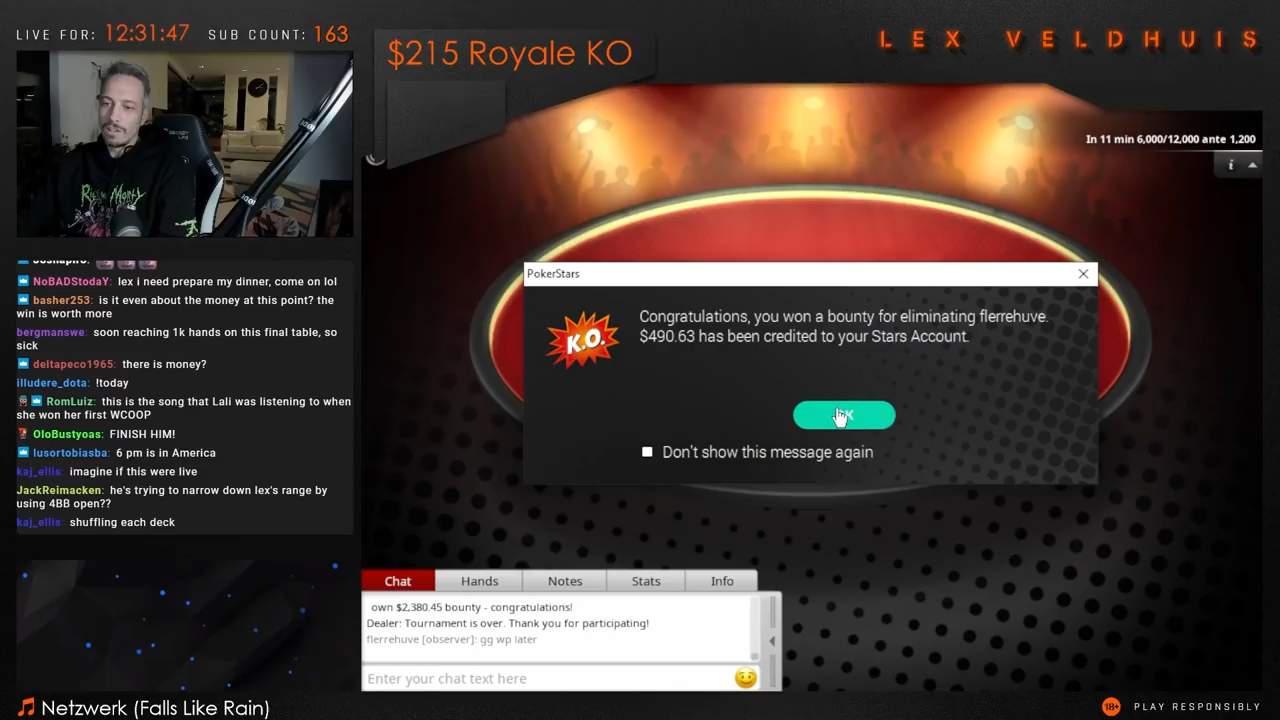 LIVE FOR: 12:31:47 SUB COUNT: 163
$215 Royale KO
LEX VELDHUIS
In 11 min 6,000/12,000 ante 1,200
i
NoBADStodaY: lex i need prepare my dinner, come on lol
basher253: is it even about the money at this point? the
win is worth more
bergmanswe: soon reaching 1k hands on this final table, so
sick
deltapeco1965: there is money?
illudere_dota: !today
RomLuiz: this is the song that Lali was listening to when
she won her first WCOOP
OloBustyoas: FINISH HIM!
lusortobiasba: 6 pm is in America
kaj_ellis: imagine if this were live
JackReimacken: he's trying to narrow down lex's range by
using 4BB open??
kaj_ellis: shuffling each deck
PokerStars
K.O.
Congratulations, you won a bounty for eliminating flerrehuve.
$490.63 has been credited to your Stars Account.
Don't show this message again
Chat Hands Notes Stats Info
own $2,380.45 bounty - congratulations!
Dealer: Tournament is over. Thank you for participating!
flerrehuve [observer]: gg wp later
Enter your chat text here
Netzwerk (Falls Like Rain)
18+ PLAY RESPONSIBLY